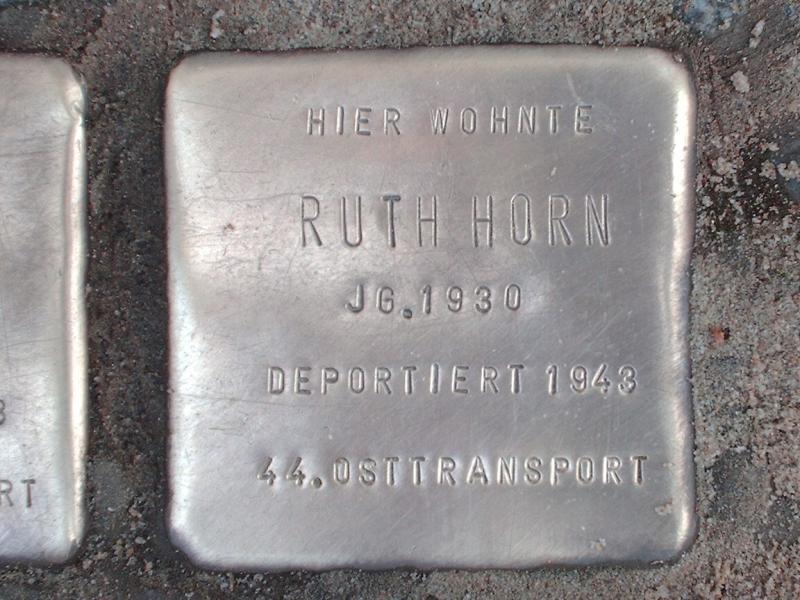 HIER WOHNTE
RUTH HORN
JG.1930
DEPORTIERT 1943
44.OSTTRANSPORT